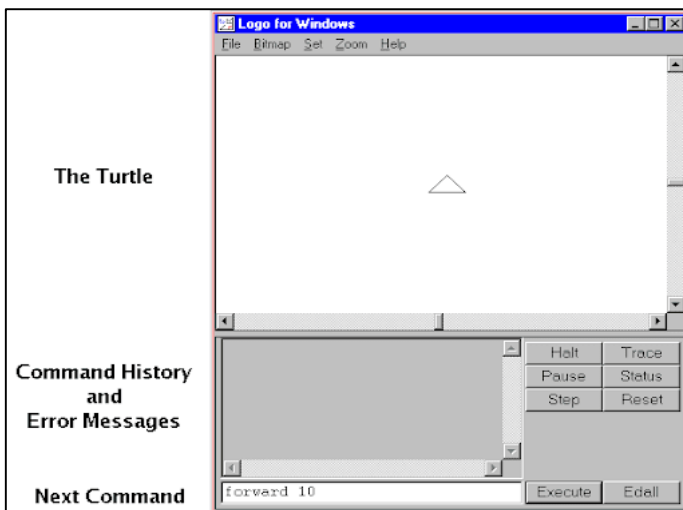 Logo for Windows
File Bitmap Set Zoom Help
The Turtle
Command History
and
Error Messages
Halt Trace
Pause Status
Step Reset
Next Command
forward 10
Execute Edall